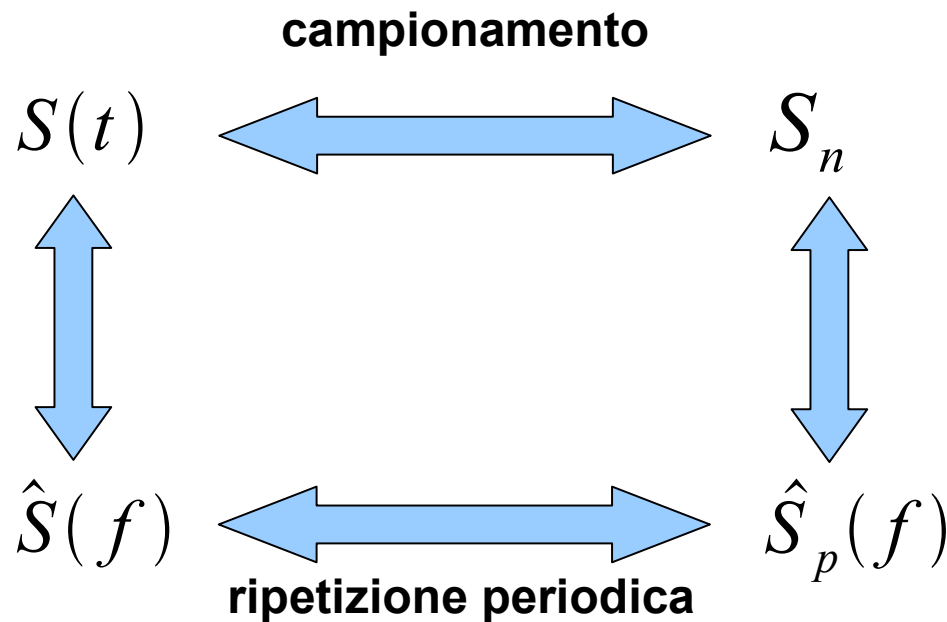 campionamento
S(t) Sₙ
Ŝ(f) Ŝₚ(f)
ripetizione periodica